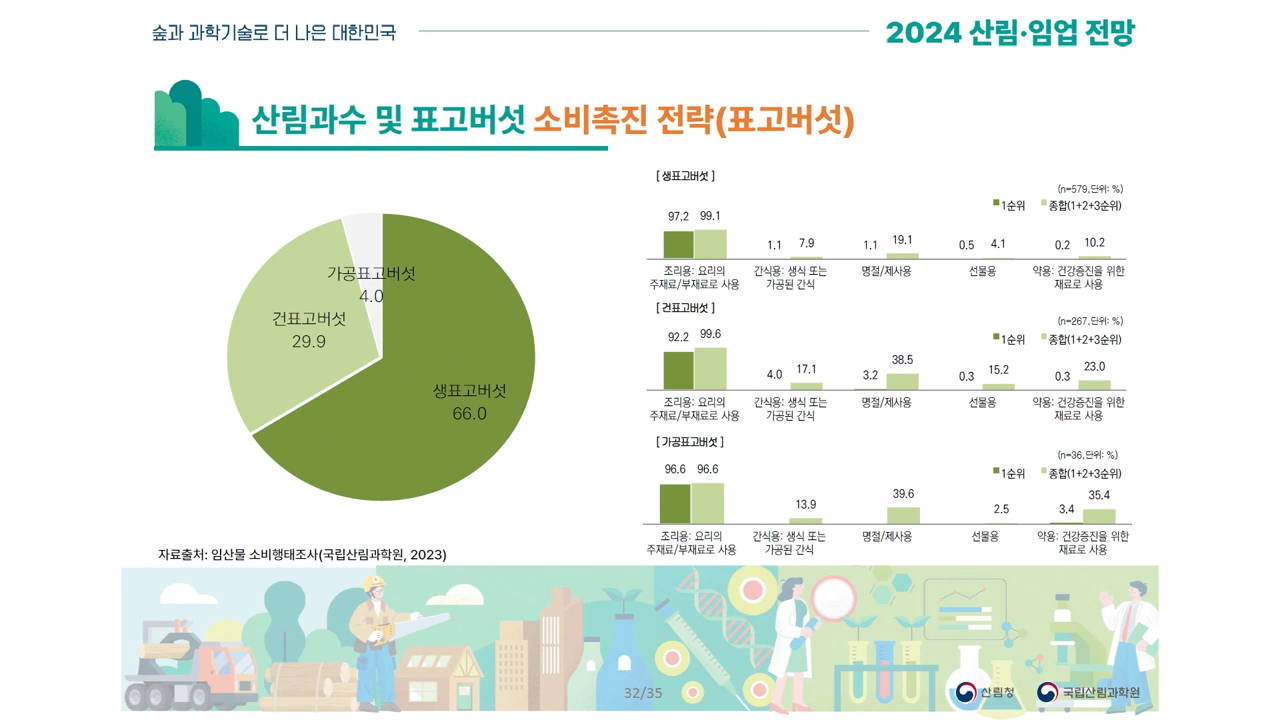 숲과 과학기술로 더 나은 대한민국
2024 산림·임업 전망
산림과수 및 표고버섯 소비촉진 전략(표고버섯)
가공표고버섯
4.0
건표고버섯
29.9
생표고버섯
66.0
자료출처: 임산물 소비행태조사(국립산림과학원, 2023)
[ 생표고버섯 ]
(n=579,단위: %)
1순위 종합(1+2+3순위)
97.2 99.1 1.1 7.9 1.1 19.1 0.5 4.1 0.2 10.2
조리용: 요리의 간식용: 생식 또는 명절/제사용 선물용 약용: 건강증진을 위한
주재료/부재료로 사용 가공된 간식 재료로 사용
[ 건표고버섯 ]
(n=267,단위: %)
1순위 종합(1+2+3순위)
92.2 99.6 4.0 17.1 3.2 38.5 0.3 15.2 0.3 23.0
조리용: 요리의 간식용: 생식 또는 명절/제사용 선물용 약용: 건강증진을 위한
주재료/부재료로 사용 가공된 간식 재료로 사용
[ 가공표고버섯 ]
(n=36,단위: %)
1순위 종합(1+2+3순위)
96.6 96.6 13.9 39.6 2.5 3.4 35.4
조리용: 요리의 간식용: 생식 또는 명절/제사용 선물용 약용: 건강증진을 위한
주재료/부재료로 사용 가공된 간식 재료로 사용
32/35
산림청 국립산림과학원